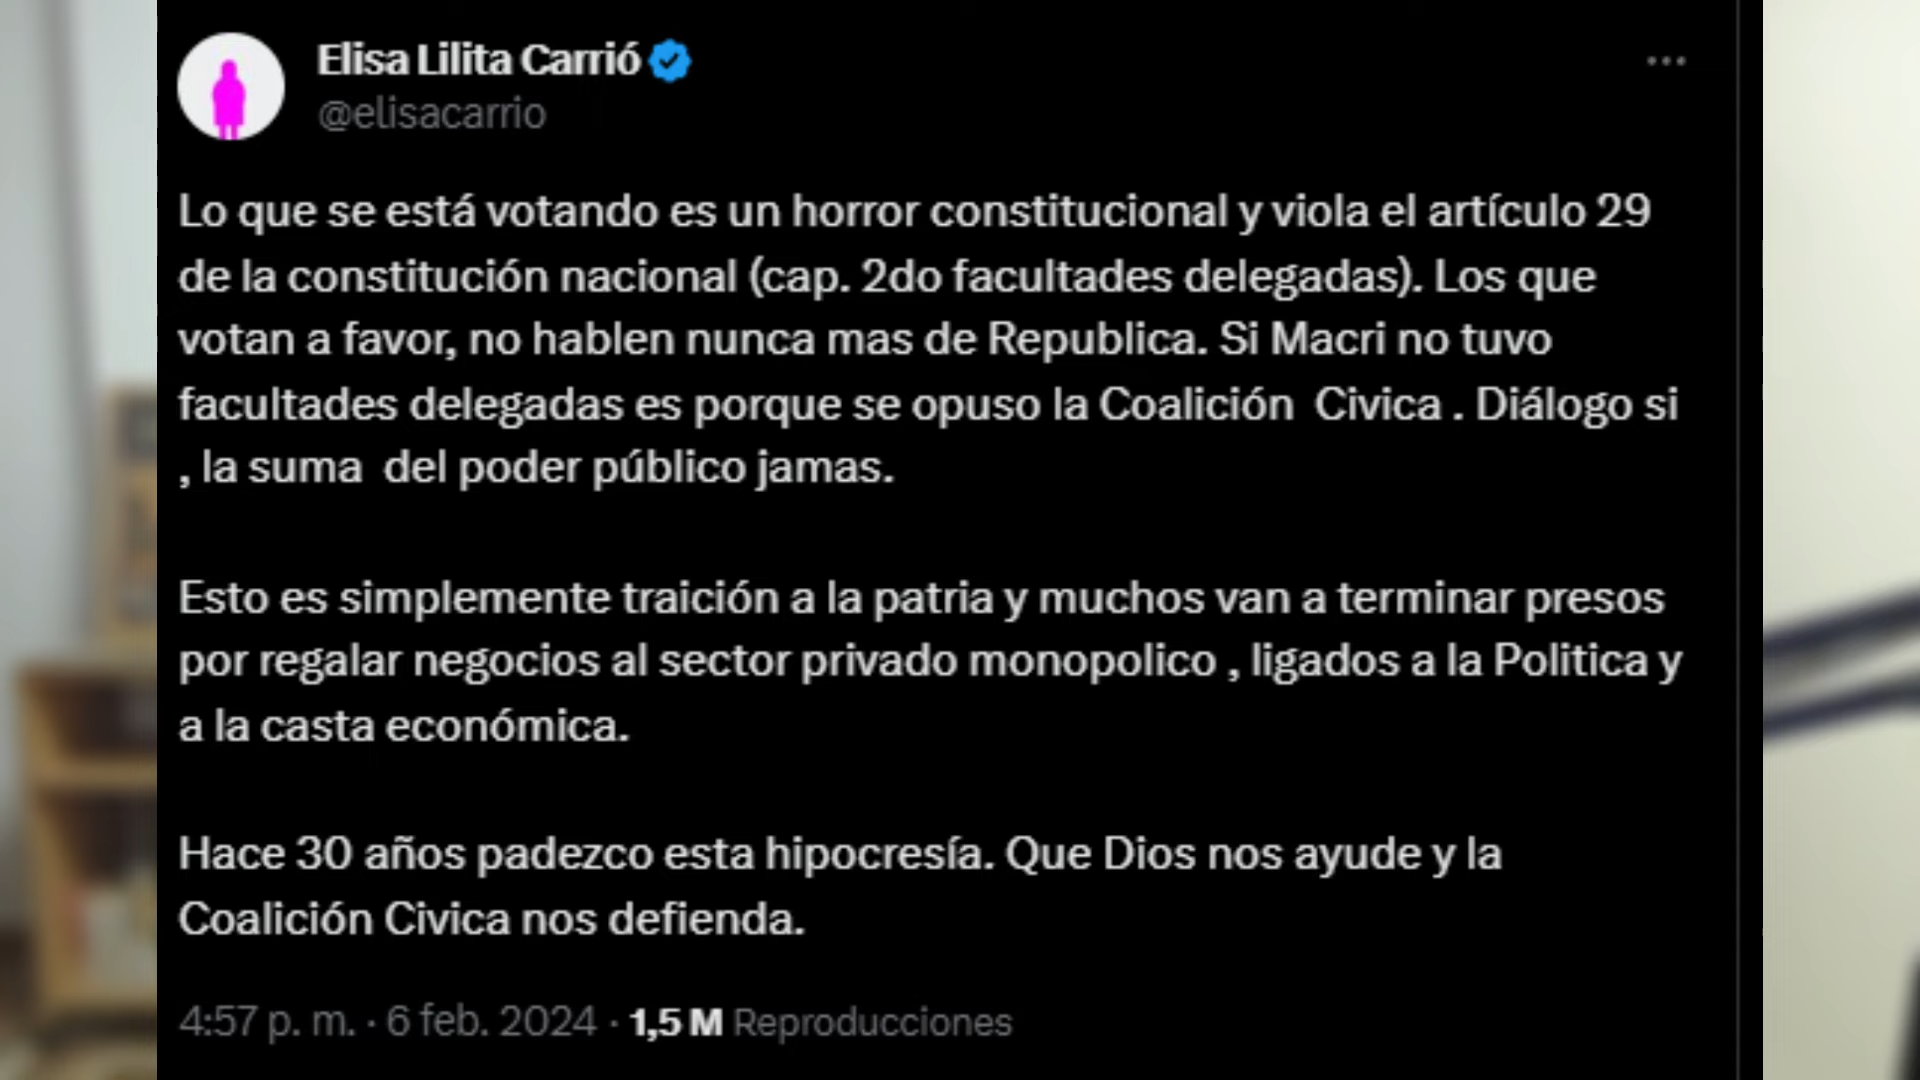 Elisa Lilita Carrió
@elisacarrio
Lo que se está votando es un horror constitucional y viola el artículo 29
de la constitución nacional (cap. 2do facultades delegadas). Los que
votan a favor, no hablen nunca mas de Republica. Si Macri no tuvo
facultades delegadas es porque se opuso la Coalición  Civica . Diálogo si
, la suma  del poder público jamas.
Esto es simplemente traición a la patria y muchos van a terminar presos
por regalar negocios al sector privado monopolico , ligados a la Politica y
a la casta económica.
Hace 30 años padezco esta hipocresía. Que Dios nos ayude y la
Coalición Civica nos defienda.
4:57 p. m. · 6 feb. 2024 · 1,5 M Reproducciones